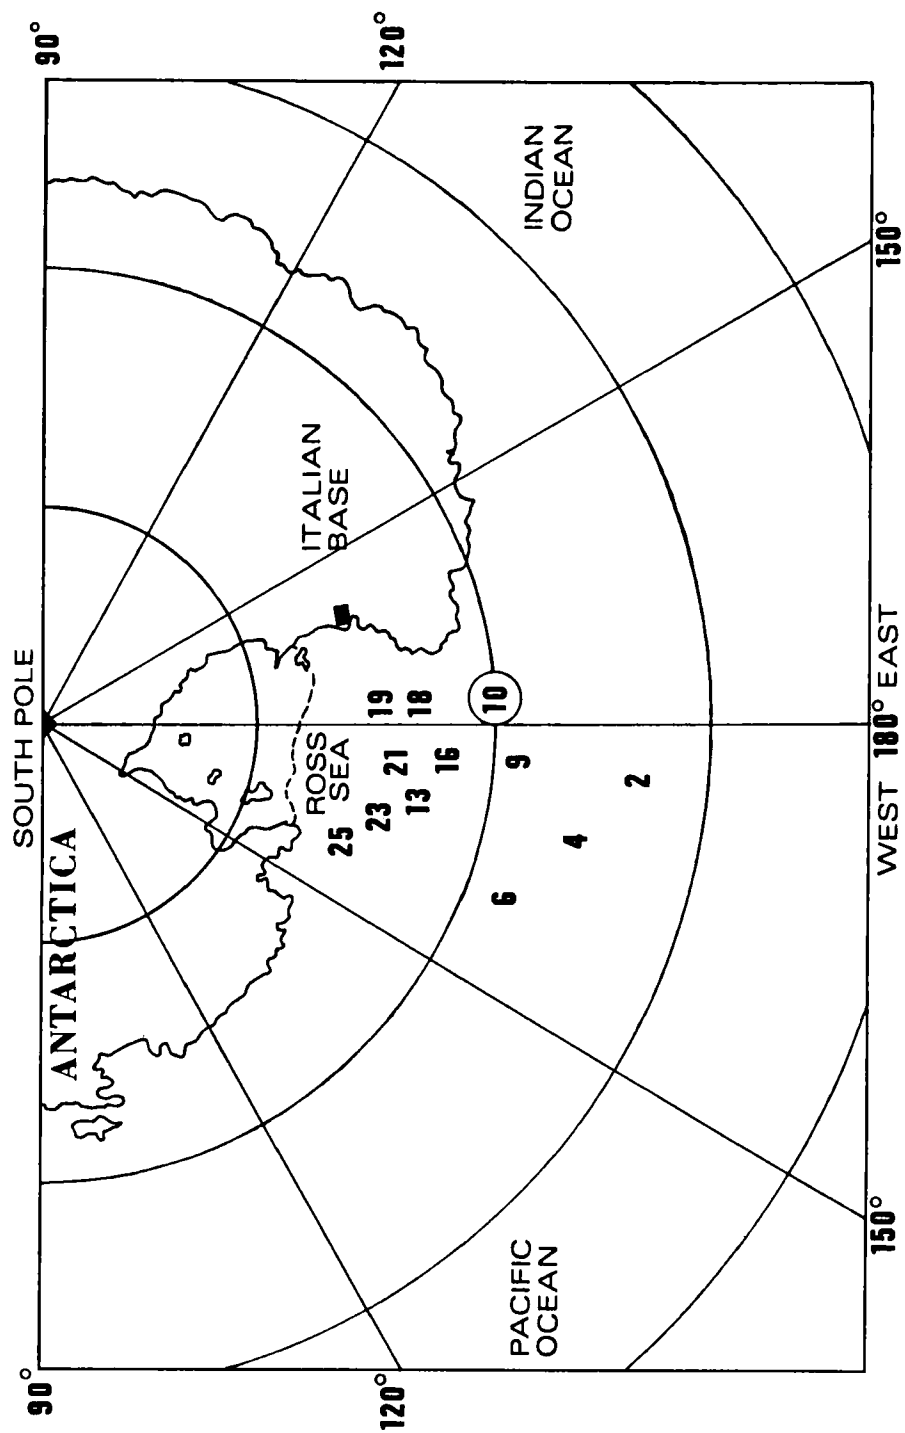 SOUTH POLE
90°
90°
ANTARCTICA
ITALIAN
BASE
ROSS
SEA
25
23
19
120°
120°
21
13
18
16
10
6
9
PACIFIC
OCEAN
INDIAN
OCEAN
4
2
150°
WEST 180° EAST
150°